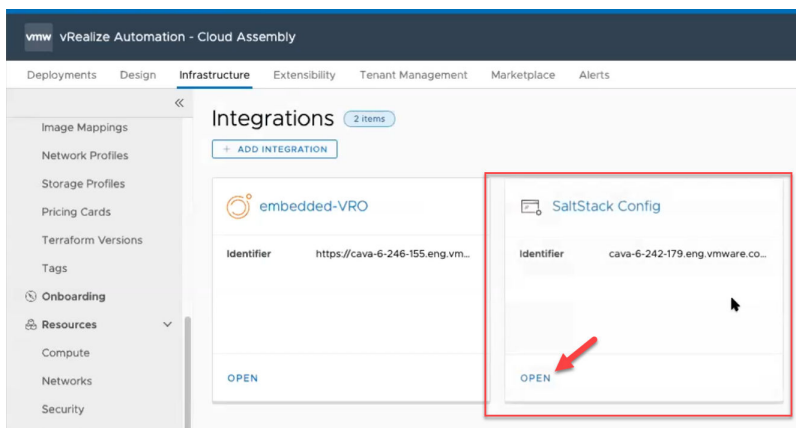 vmw vRealize Automation - Cloud Assembly
Deployments Design Infrastructure Extensibility Tenant Management Marketplace Alerts
«
Image Mappings
Network Profiles
Storage Profiles
Pricing Cards
Terraform Versions
Tags
Onboarding
Resources
Compute
Networks
Security
Integrations 2 items
+ ADD INTEGRATION
embedded-VRO
Identifier https://cava-6-246-155.eng.vm...
OPEN
SaltStack Config
Identifier cava-6-242-179.eng.vmware.co...
OPEN